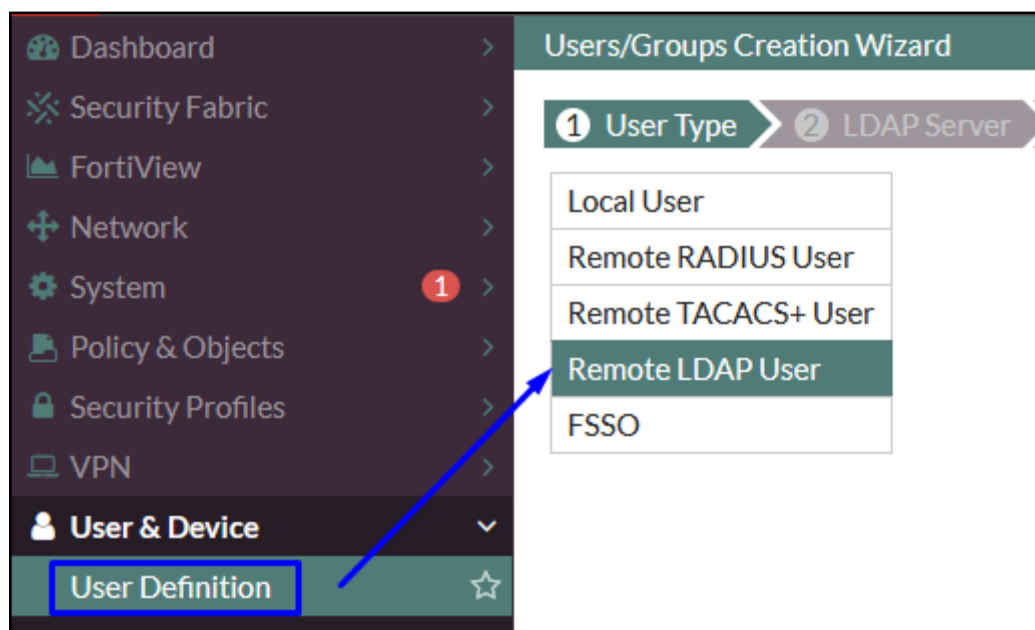 Dashboard
Security Fabric
FortiView
Network
System 1
Policy & Objects
Security Profiles
VPN
User & Device
User Definition
Users/Groups Creation Wizard
1 User Type 2 LDAP Server
Local User
Remote RADIUS User
Remote TACACS+ User
Remote LDAP User
FSSO